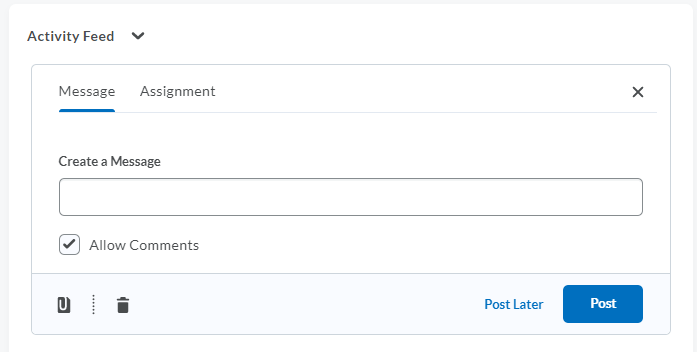 Activity Feed
Message Assignment
Create a Message
Allow Comments
Post Later Post